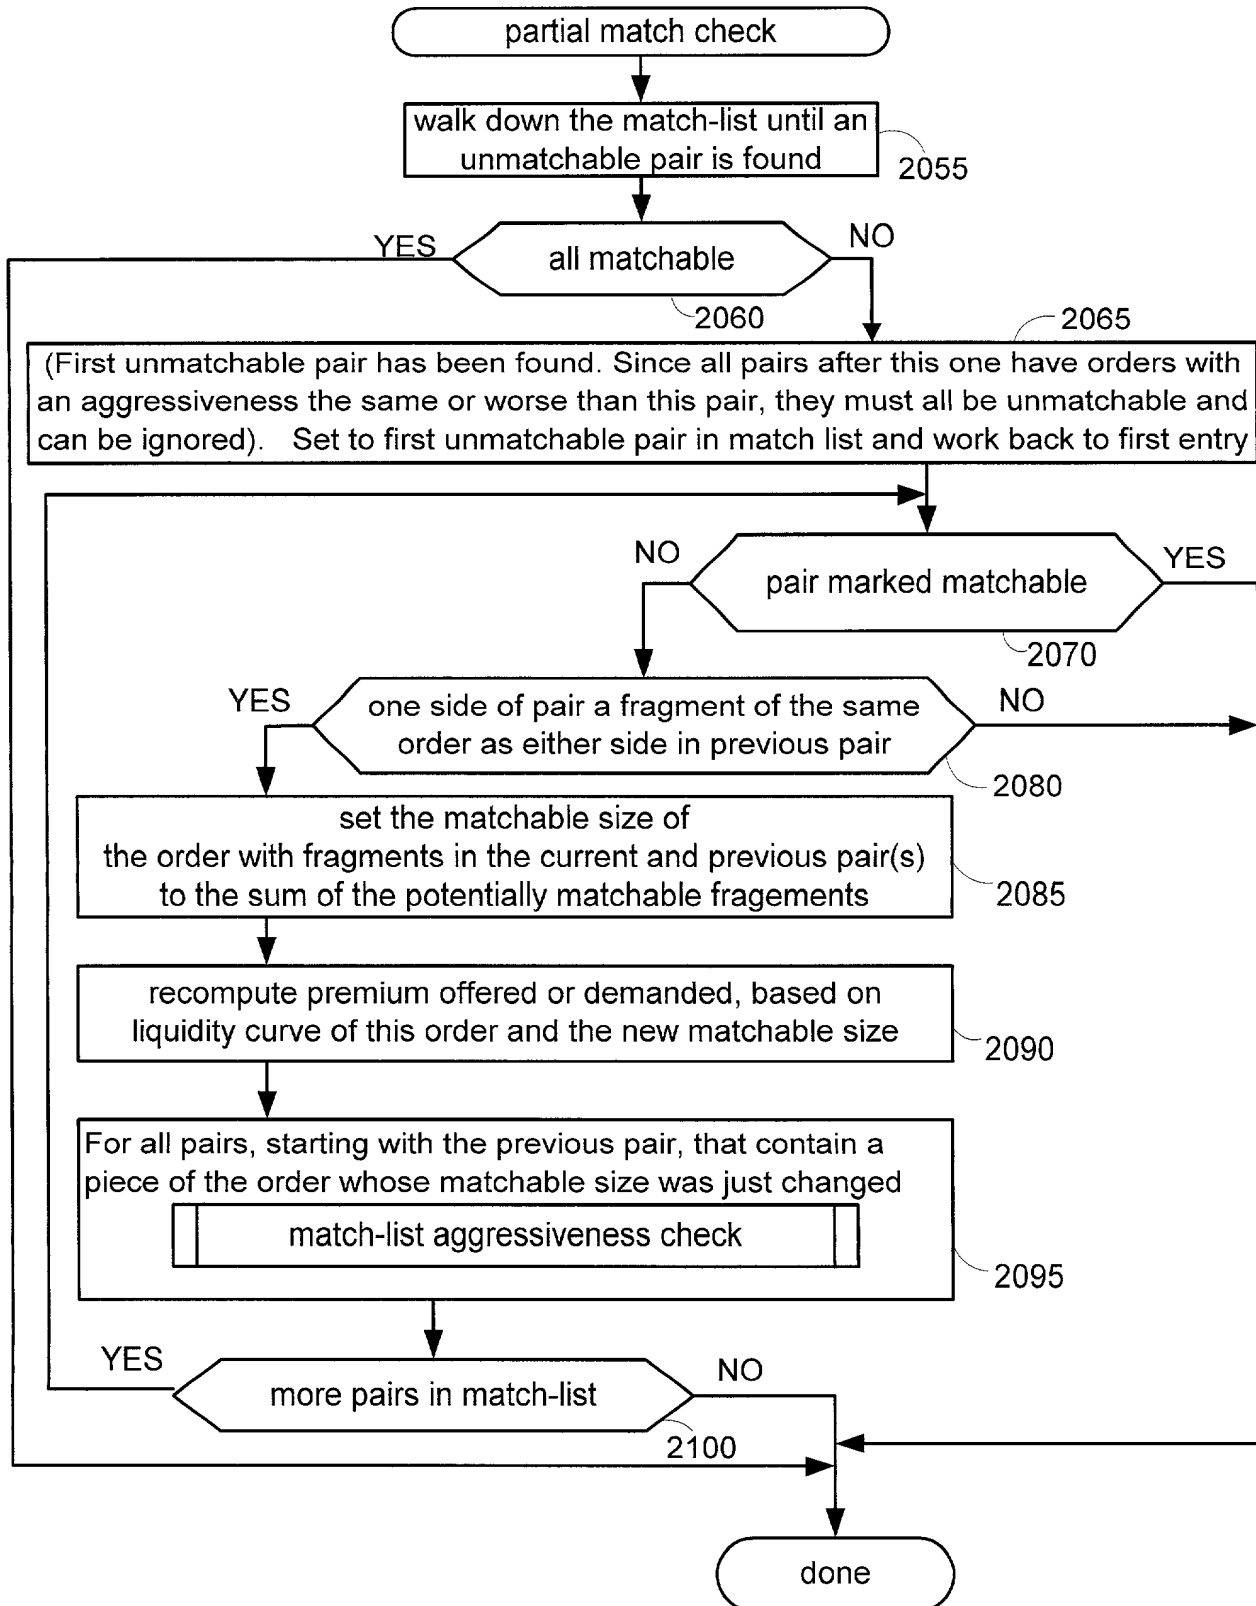 partial match check
walk down the match-list until an
unmatchable pair is found
2055
YES
NO
all matchable
2060
2065
(First unmatchable pair has been found. Since all pairs after this one have orders with
an aggressiveness the same or worse than this pair, they must all be unmatchable and
can be ignored). Set to first unmatchable pair in match list and work back to first entry
NO
YES
pair marked matchable
2070
YES
NO
one side of pair a fragment of the same
order as either side in previous pair
2080
set the matchable size of
the order with fragments in the current and previous pair(s)
to the sum of the potentially matchable fragements
2085
recompute premium offered or demanded, based on
liquidity curve of this order and the new matchable size
2090
For all pairs, starting with the previous pair, that contain a
piece of the order whose matchable size was just changed
match-list aggressiveness check
2095
YES
NO
more pairs in match-list
2100
done